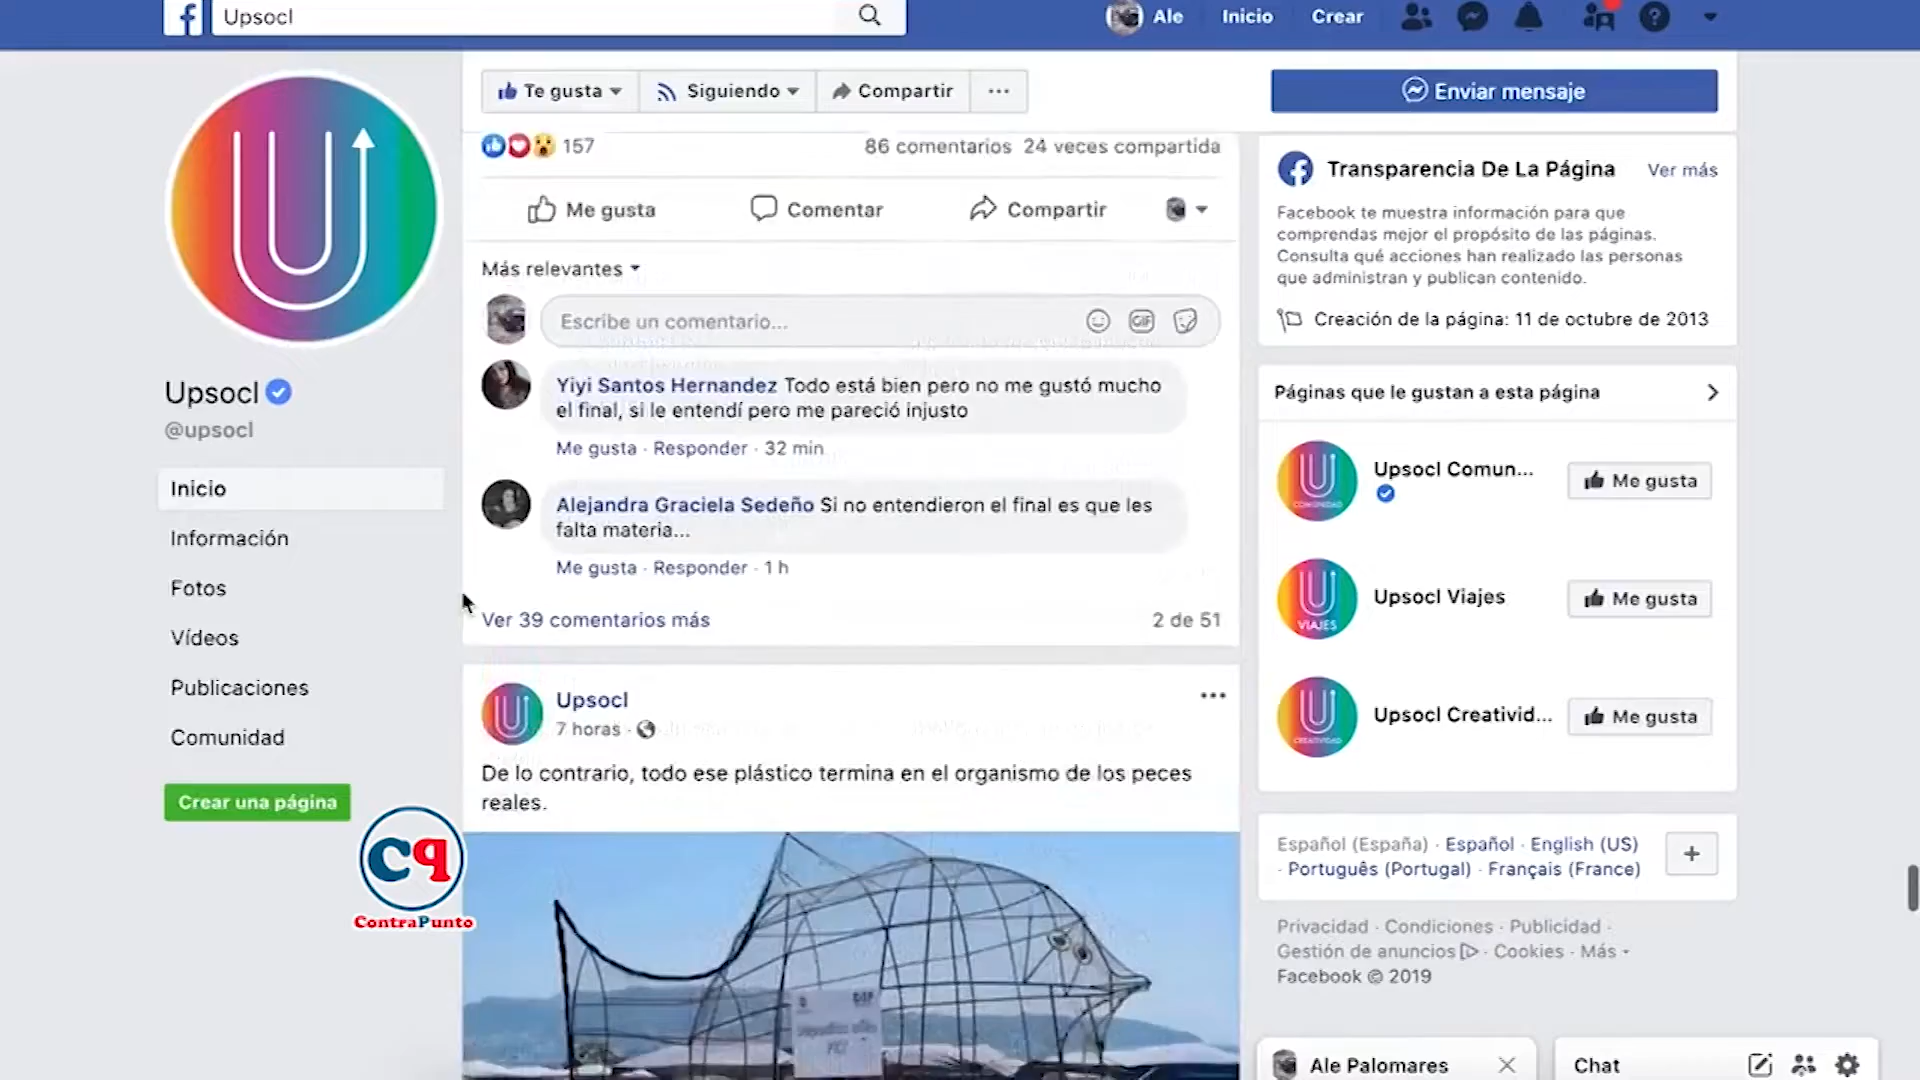 Upsocl
Ale
Inicio
Crear
Te gusta
Siguiendo
Compartir
Enviar mensaje
157
86 comentarios 24 veces compartida
Me gusta
Comentar
Compartir
Más relevantes
Escribe un comentario...
GIF
Yiyi Santos Hernandez Todo está bien pero no me gustó mucho
el final, si le entendí pero me pareció injusto
Me gusta · Responder · 32 min
Alejandra Graciela Sedeño Si no entendieron el final es que les
falta materia...
Me gusta · Responder · 1 h
Ver 39 comentarios más
2 de 51
Upsocl
7 horas ·
De lo contrario, todo ese plástico termina en el organismo de los peces
reales.
Upsocl
@upsocl
Inicio
Información
Fotos
Vídeos
Publicaciones
Comunidad
Crear una página
CP
ContraPunto
Transparencia De La Página
Ver más
Facebook te muestra información para que
comprendas mejor el propósito de las páginas.
Consulta qué acciones han realizado las personas
que administran y publican contenido.
Creación de la página: 11 de octubre de 2013
Páginas que le gustan a esta página
Upsocl Comun...
Me gusta
COMUNIDAD
Upsocl Viajes
Me gusta
VIAJES
Upsocl Creativid...
Me gusta
CREATIVIDAD
Español (España) · Español · English (US)
· Português (Portugal) · Français (France)
Privacidad · Condiciones · Publicidad ·
Gestión de anuncios · Cookies · Más
Facebook © 2019
Ale Palomares
Chat